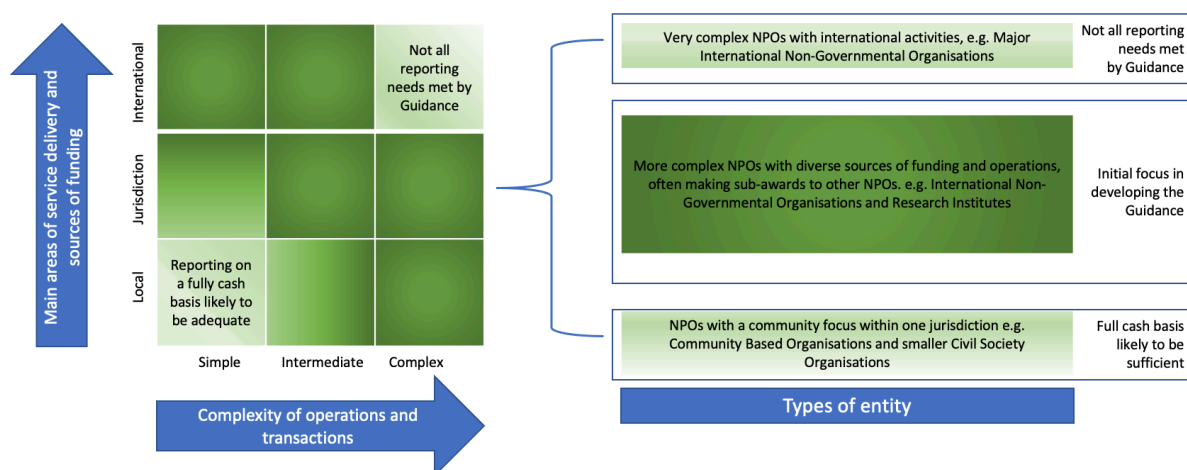 Main areas of service delivery and
sources of funding
International
Jurisdiction
Local
Not all
reporting
needs met by
Guidance
Reporting on
a fully cash
basis likely to
be adequate
Simple
Intermediate
Complex
Complexity of operations and
transactions
Very complex NPOs with international activities, e.g. Major
International Non-Governmental Organisations
Not all reporting
needs met
by Guidance
More complex NPOs with diverse sources of funding and operations,
often making sub-awards to other NPOs. e.g. International Non-
Governmental Organisations and Research Institutes
Initial focus in
developing the
Guidance
NPOs with a community focus within one jurisdiction e.g.
Community Based Organisations and smaller Civil Society
Organisations
Full cash basis
likely to be
sufficient
Types of entity